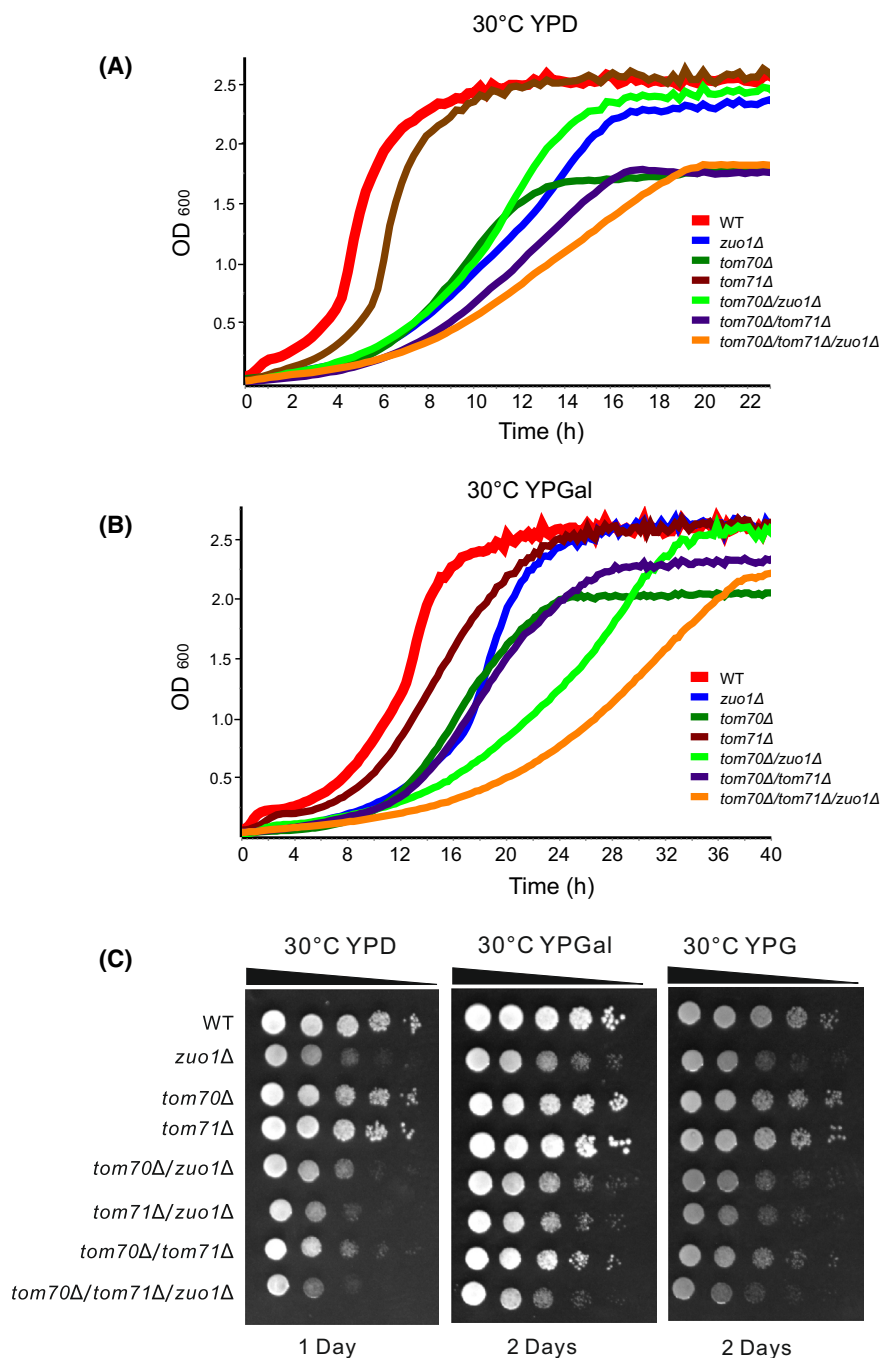 30°C YPD
(A)
2.5
2.0
1.5
1.0
0.5
OD 600
WT
zuo1Δ
tom70Δ
tom71Δ
tom70Δ/zuo1Δ
tom70Δ/tom71Δ
tom70Δ/tom71Δ/zuo1Δ
0 2 4 6 8 10 12 14 16 18 20 22
Time (h)
30°C YPGal
(B)
2.5
2.0
1.5
1.0
0.5
OD 600
WT
zuo1Δ
tom70Δ
tom71Δ
tom70Δ/zuo1Δ
tom70Δ/tom71Δ
tom70Δ/tom71Δ/zuo1Δ
0 4 8 12 16 20 24 28 32 36 40
Time (h)
(C)
30°C YPD 30°C YPGal 30°C YPG
WT
zuo1Δ
tom70Δ
tom71Δ
tom70Δ/zuo1Δ
tom71Δ/zuo1Δ
tom70Δ/tom71Δ
tom70Δ/tom71Δ/zuo1Δ
1 Day 2 Days 2 Days